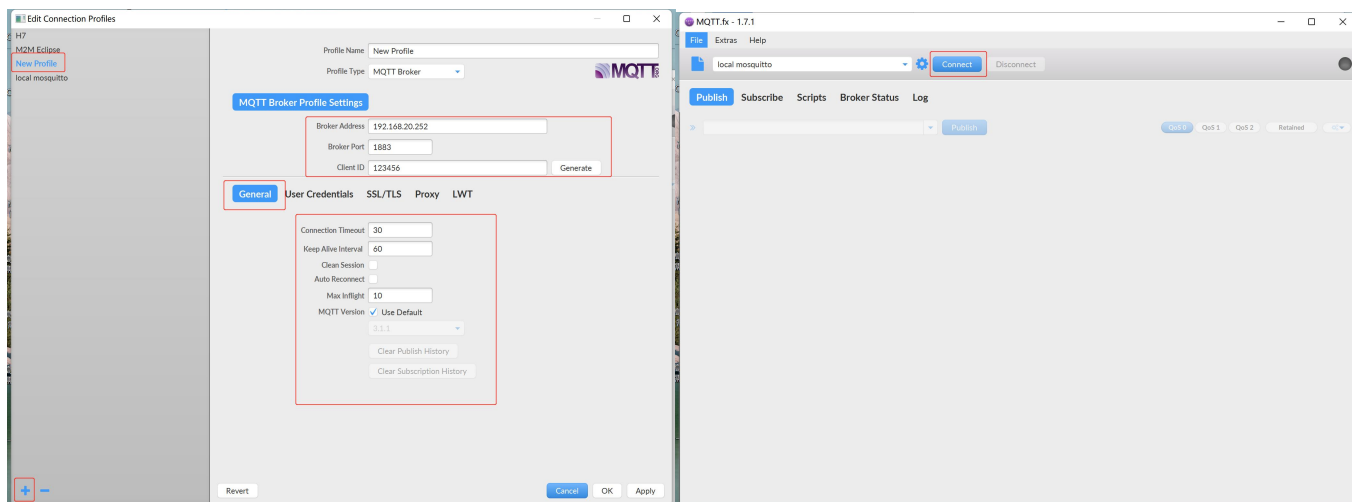 Edit Connection Profiles
H7
M2M Eclipse
New Profile
local mosquitto
Profile Name New Profile
Profile Type MQTT Broker
MQTT
MQTT Broker Profile Settings
Broker Address 192.168.20.252
Broker Port 1883
Client ID 123456 Generate
General User Credentials SSL/TLS Proxy LWT
Connection Timeout 30
Keep Alive Interval 60
Clean Session
Auto Reconnect
Max Inflight 10
MQTT Version Use Default
3.1.1
Clear Publish History
Clear Subscription History
Revert Cancel OK Apply
MQTT.fx - 1.7.1
File Extras Help
local mosquitto Connect Disconnect
Publish Subscribe Scripts Broker Status Log
Publish QoS 0 QoS 1 QoS 2 Retained